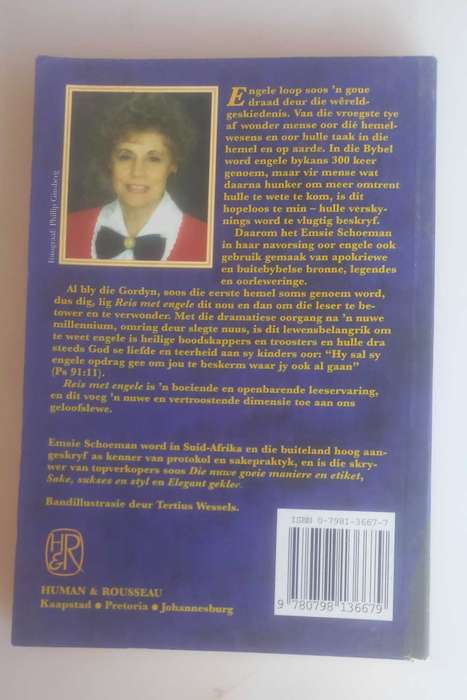 Engele loop soos 'n goue
draad deur die wêreld-
geskiedenis. Van die vroegste tye
af wonder mense oor dié hemel-
wesens en oor hulle taak in die
hemel en op aarde. In die Bybel
word engele bykans 300 keer
genoem, maar vir mense wat
daarna hunker om meer omtrent
hulle te wete te kom, is dit
hopeloos te min – hulle versky-
nings word te vlugtig beskryf.
Daarom het Emsie Schoeman
in haar navorsing oor engele ook
gebruik gemaak van apokriewe
en buitebybelse bronne, legendes
en oorlewerings.
Fotograaf: Phillip Ginsberg
Al bly die Gordyn, soos die eerste hemel soms genoem word,
dus dig, lig Reis met engele dit nou en dan om die leser te be-
tower en te verwonder. Met die dramatiese oorgang na 'n nuwe
millennium, omring deur slegte nuus, is dit lewensbelangrik om
te weet engele is heilige boodskappers en troosters en hulle dra
steeds God se liefde en teerheid aan sy kinders oor: “Hy sal sy
engele opdrag gee om jou te beskerm waar jy ook al gaan”
(Ps 91:11).
Reis met engele is 'n boeiende en openbarende leeservaring,
en dit voeg 'n nuwe en vertroostende dimensie toe aan ons
geloofslewe.
Emsie Schoeman word in Suid-Afrika en die buiteland hoog aan-
geskryf as kenner van protokol en sakepraktyk, en is die skry-
wer van topverkopers soos Die nuwe goeie maniere en etiket,
Sake, sukses en styl en Elegant geklee.
Bandillustrasie deur Tertius Wessels.
ISBN 0-7981-3667-7
H&R
HUMAN & ROUSSEAU
Kaapstad ● Pretoria ● Johannesburg
9 780798 136679